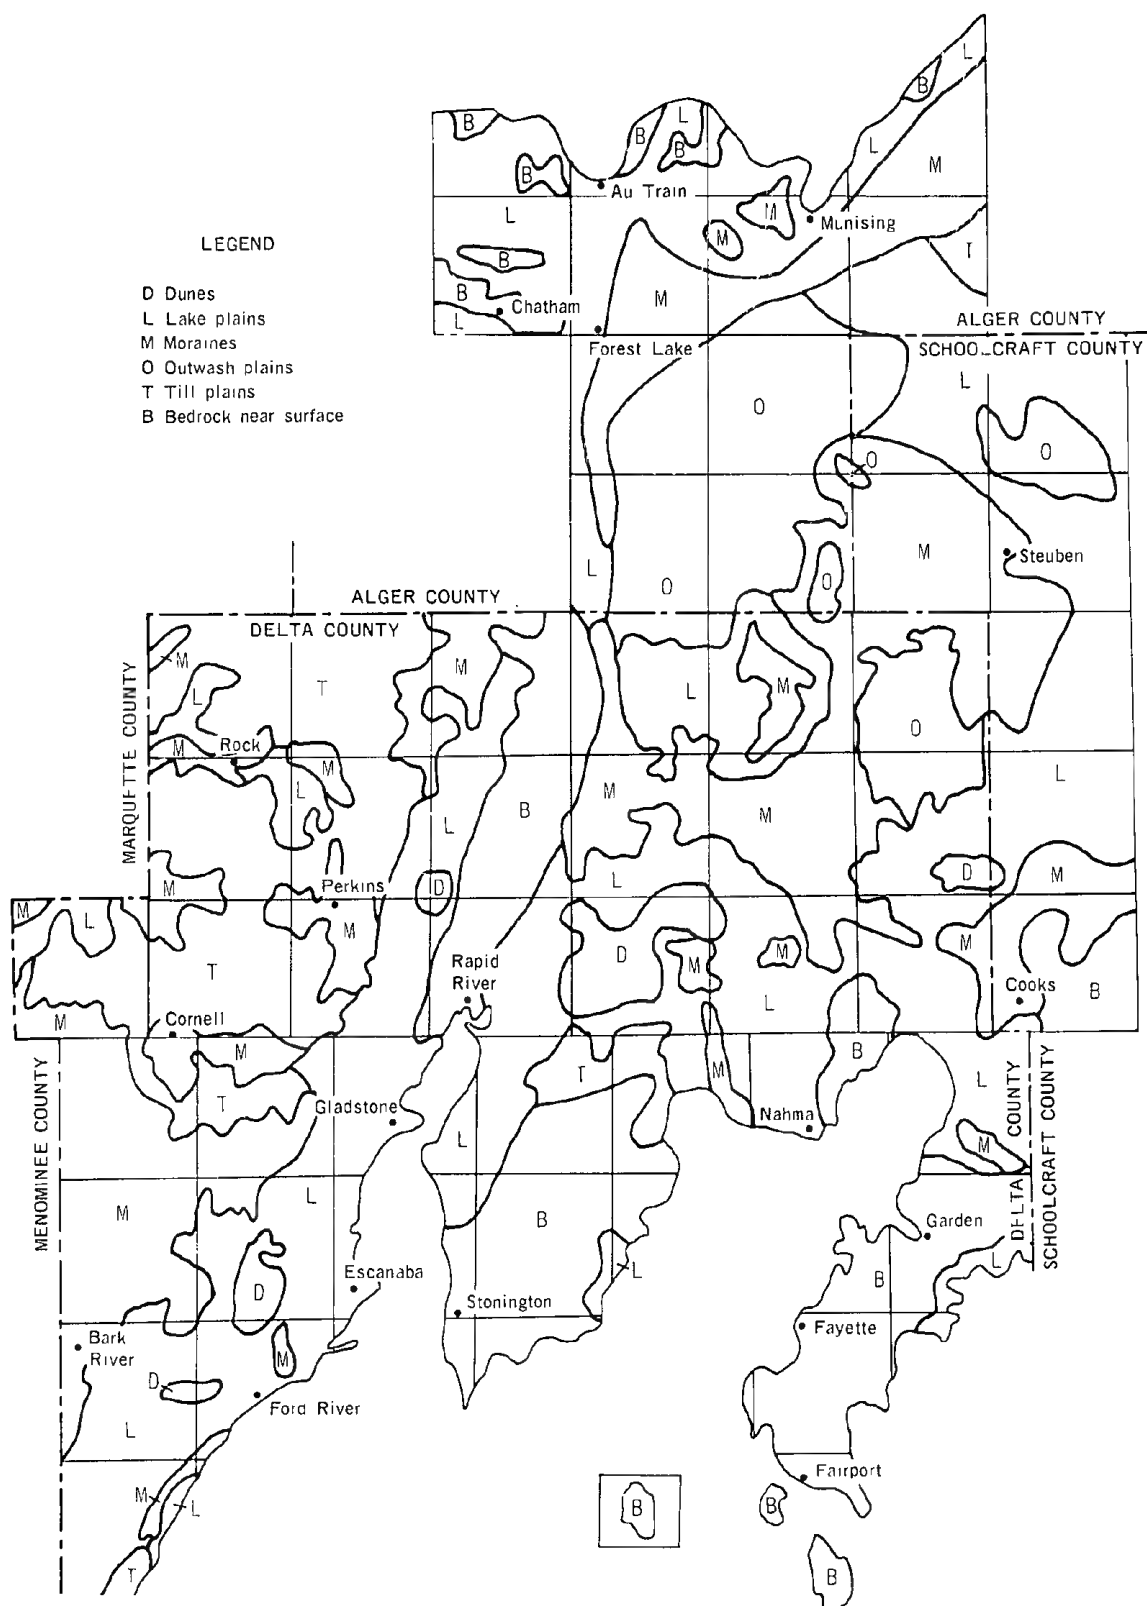 L
B
B
L
B
B
L
B
M
Au Train
L
M
Munising
M
LEGEND
B
T
B
Chatham
M
D Dunes
L Lake plains
L
ALGER COUNTY
M Moraines
Forest Lake
SCHOOLCRAFT COUNTY
O Outwash plains
T Till plains
L
B Bedrock near surface
O
O
O
M
Steuben
L
O
O
ALGER COUNTY
DELTA COUNTY
M
M
T
L
L
M
MARQUETTE COUNTY
M
Rock
O
M
L
L
M
B
M
L
M
L
D
M
M
Perkins
D
M
L
M
M
Rapid
River
D
M
M
M
T
L
Cooks
B
M
Cornell
M
B
T
M
L
T
Gladstone
Nahma
L
M
MENOMINEE COUNTY
DELTA COUNTY
SCHOOLCRAFT COUNTY
M
L
B
Garden
L
Escanaba
L
D
B
Stonington
Bark
River
Fayette
M
D
Ford River
L
Fairport
M
L
B
B
T
B